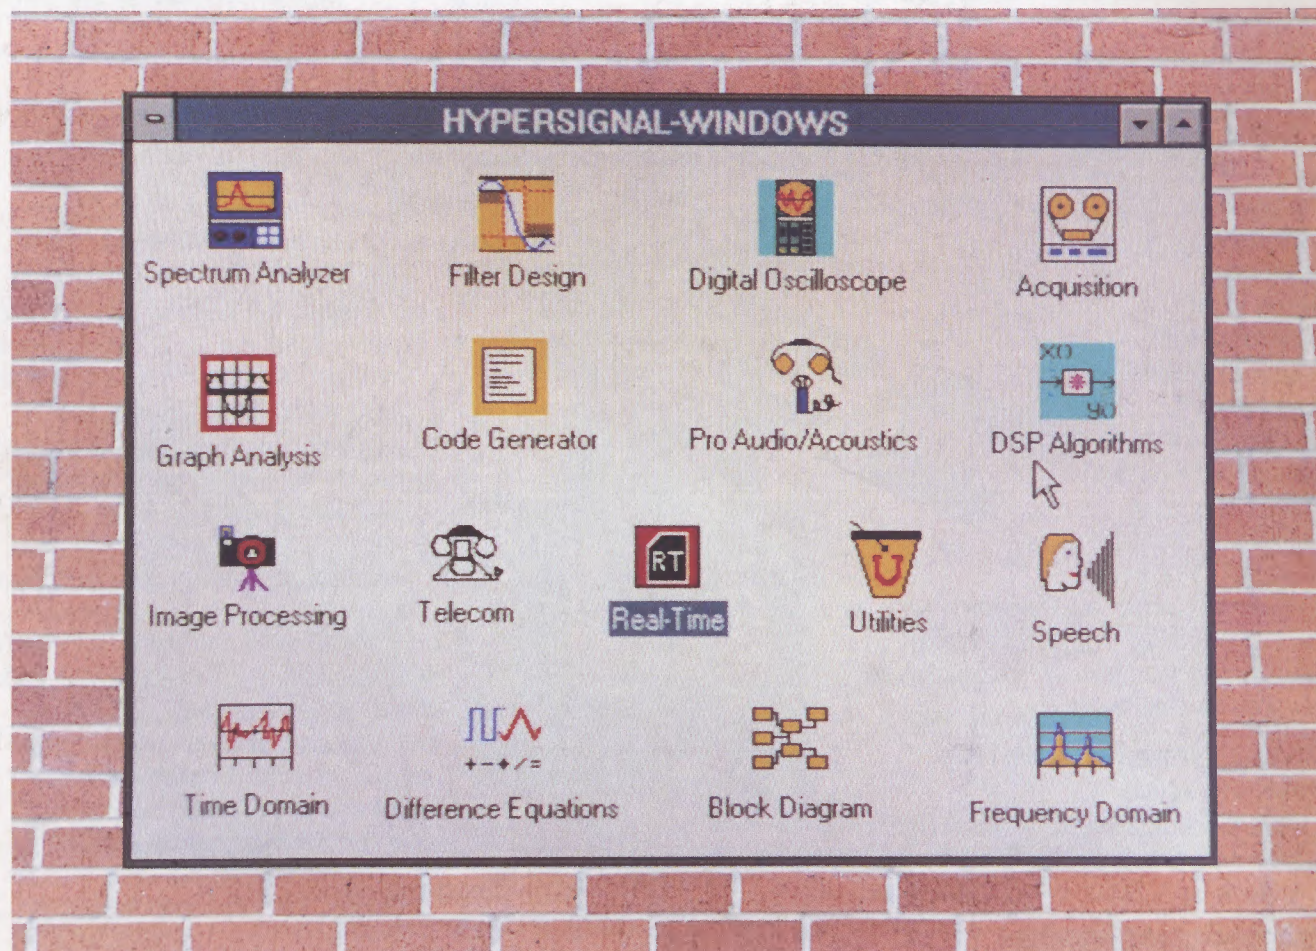 HYPERSIGNAL-WINDOWS
Spectrum Analyzer
Filter Design
Digital Oscilloscope
Acquisition
Graph Analysis
Code Generator
Pro Audio/Acoustics
X()
Y()
DSP Algorithms
Image Processing
Telecom
RT
Real-Time
U
Utilities
Speech
Time Domain
+-+/=
Difference Equations
Block Diagram
Frequency Domain